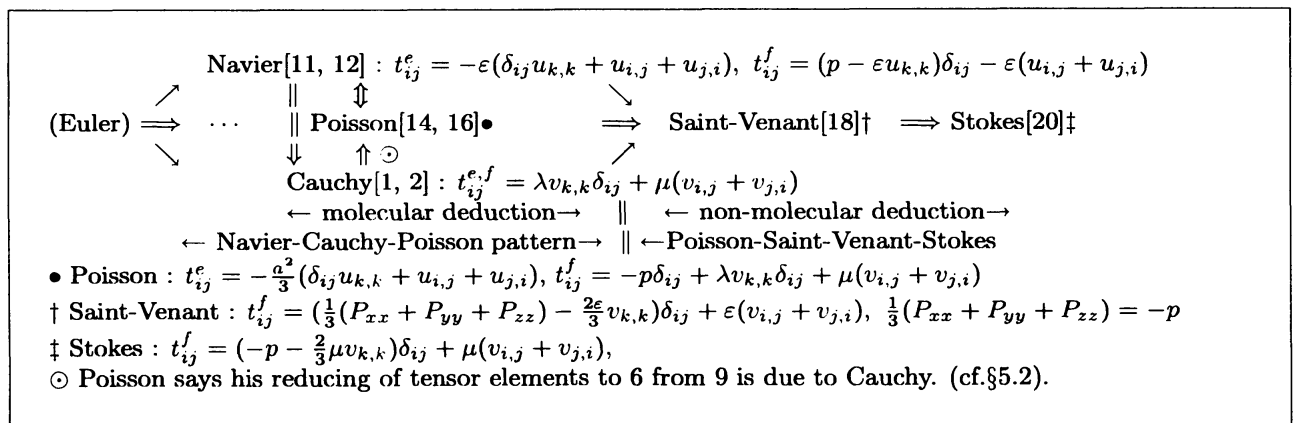 Navier[11, 12] : t^e_{ij} = −ε(δ_{ij}u_{k,k} + u_{i,j} + u_{j,i}), t^f_{ij} = (p − εu_{k,k})δ_{ij} − ε(u_{i,j} + u_{j,i})
↗ ‖ ⇕ ↘
(Euler) ⟹ ⋯ ‖ Poisson[14, 16]• ⟹ Saint-Venant[18]† ⟹ Stokes[20]‡
↘ ⇓ ⇑ ⊙ ↗
Cauchy[1, 2] : t^{e,f}_{ij} = λv_{k,k}δ_{ij} + μ(v_{i,j} + v_{j,i})
← molecular deduction→ ‖ ← non-molecular deduction→
← Navier-Cauchy-Poisson pattern→ ‖ ←Poisson-Saint-Venant-Stokes
• Poisson : t^e_{ij} = −\frac{a^2}{3}(δ_{ij}u_{k,k} + u_{i,j} + u_{j,i}), t^f_{ij} = −pδ_{ij} + λv_{k,k}δ_{ij} + μ(v_{i,j} + v_{j,i})
† Saint-Venant : t^f_{ij} = (\frac{1}{3}(P_{xx} + P_{yy} + P_{zz}) − \frac{2ε}{3}v_{k,k})δ_{ij} + ε(v_{i,j} + v_{j,i}), \frac{1}{3}(P_{xx} + P_{yy} + P_{zz}) = −p
‡ Stokes : t^f_{ij} = (−p − \frac{2}{3}μv_{k,k})δ_{ij} + μ(v_{i,j} + v_{j,i}),
⊙ Poisson says his reducing of tensor elements to 6 from 9 is due to Cauchy. (cf.§5.2).